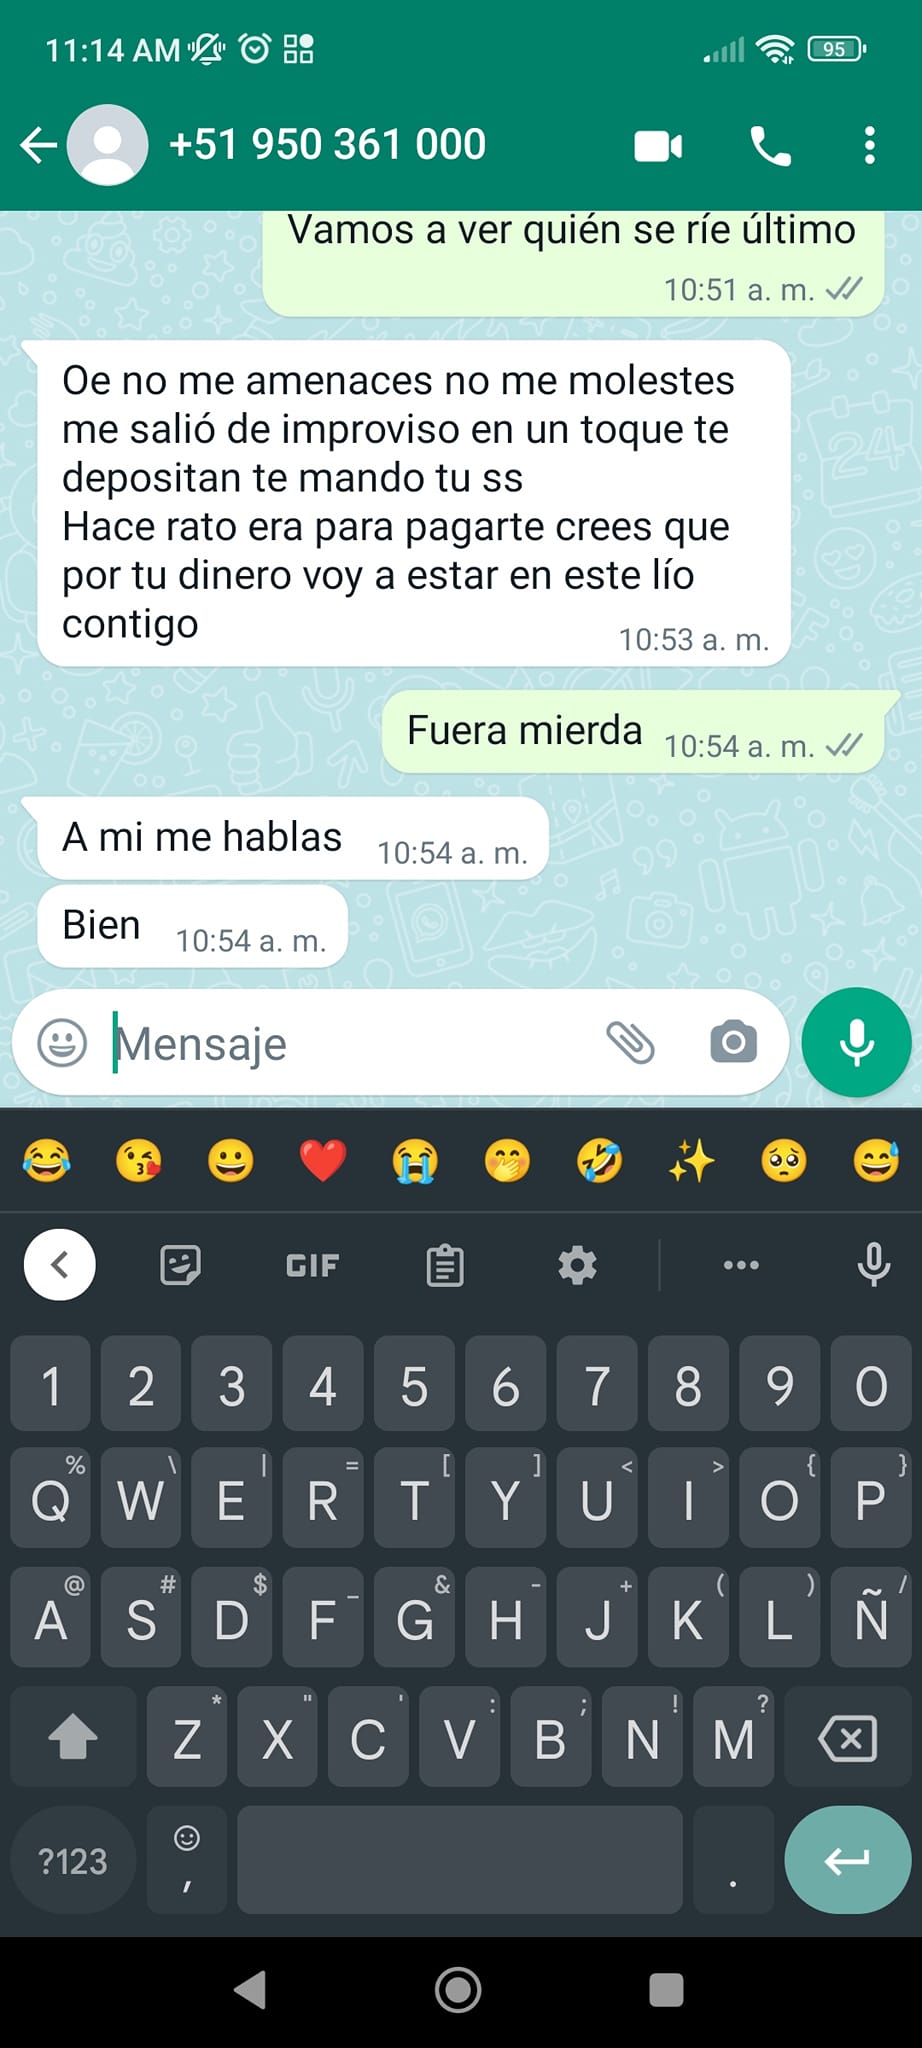 11:14 AM
95
+51 950 361 000
Vamos a ver quién se ríe último
10:51 a. m.
Oe no me amenaces no me molestes
me salió de improviso en un toque te
depositan te mando tu ss
Hace rato era para pagarte crees que
por tu dinero voy a estar en este lío
contigo
10:53 a. m.
Fuera mierda 10:54 a. m.
A mi me hablas 10:54 a. m.
Bien 10:54 a. m.
Mensaje
GIF
1 2 3 4 5 6 7 8 9 0
% \ | = [ ] < > { }
Q W E R T Y U I O P
@ # $ _ & - + ( ) /
A S D F G H J K L Ñ
* " ' : ; ! ?
Z X C V B N M
?123 , .